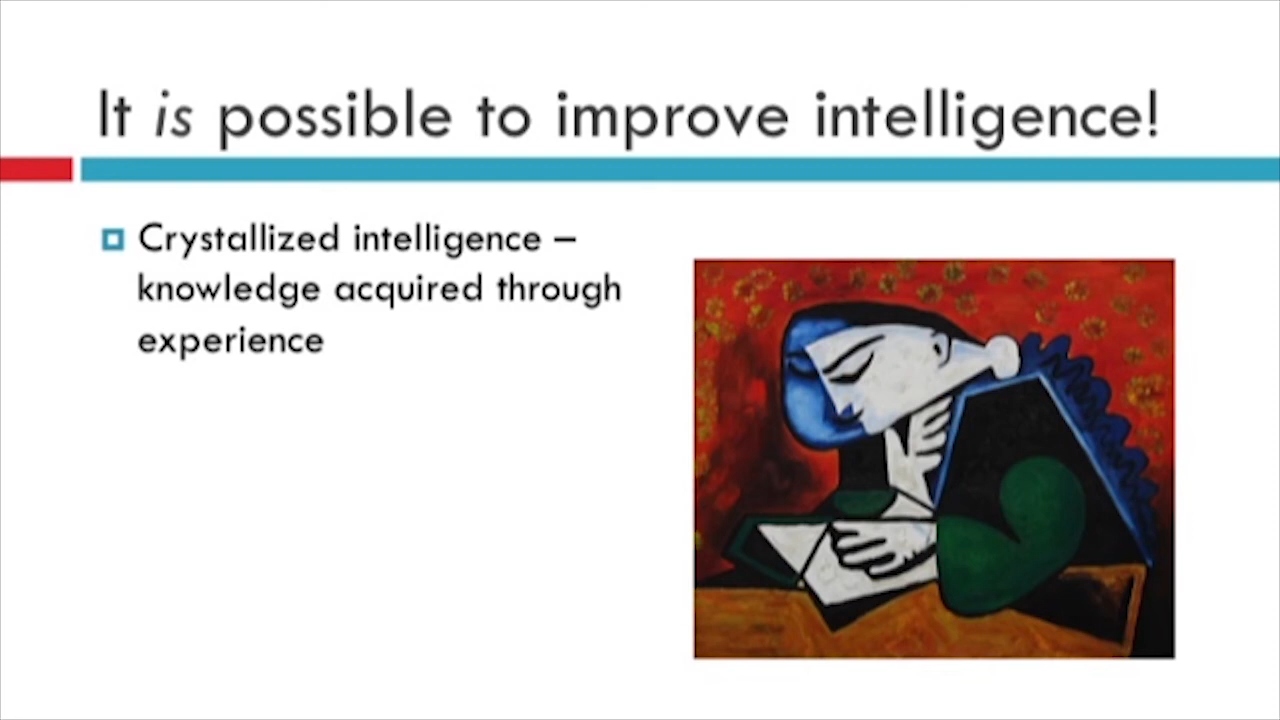 It is possible to improve intelligence!
Crystallized intelligence –
knowledge acquired through
experience